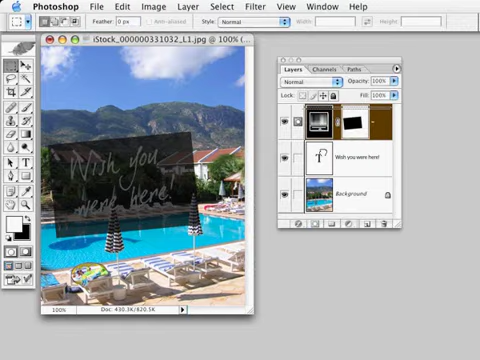 Photoshop File Edit Image Layer Select Filter View Window Help
Feather: 0 px Anti-aliased Style: Normal Width: Height:
iStock_000000331032_L1.jpg @ 100% (...
Wish you
were here!
100% Doc: 430.3K/820.5K
Layers Channels Paths
Normal Opacity: 100%
Lock: Fill: 100%
T Wish you were here!
Background